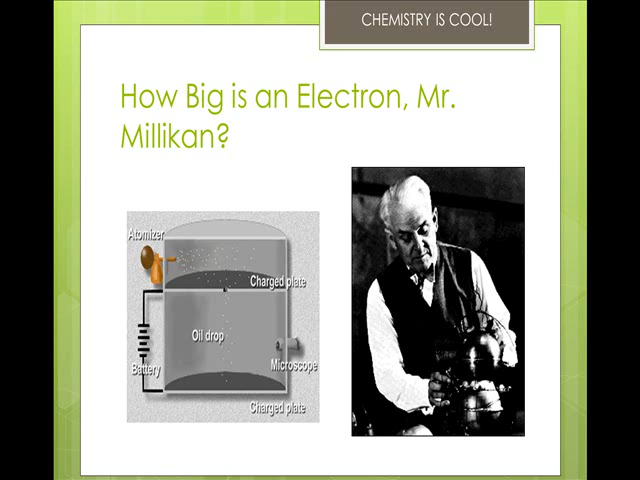 CHEMISTRY IS COOL!
How Big is an Electron, Mr.
Millikan?
Atomizer
Charged plate
Oil drop
Microscope
Battery
Charged plate